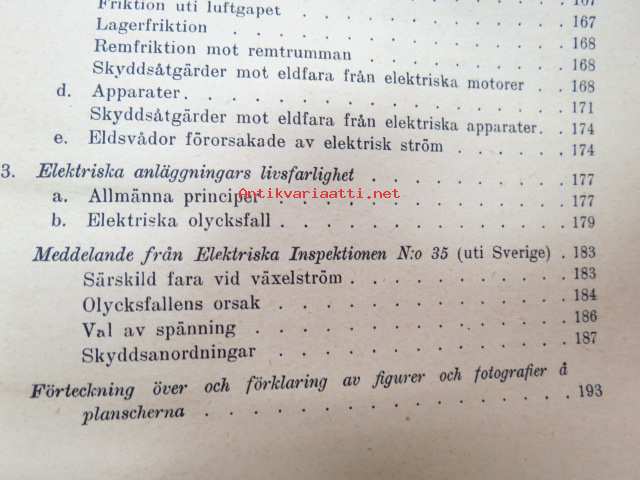 Friktion uti luftgapet . . . . . . . . . . 167
Lagerfriktion . . . . . . . . . . . . 167
Remfriktion mot remtrumman . . . . . . . . 168
Skyddsåtgärder mot eldfara från elektriska motorer . . 168
d. Apparater . . . . . . . . . . . . . 171
Skyddsåtgärder mot eldfara från elektriska apparater . . 174
e. Eldsvådor förorsakade av elektrisk ström . . . . . 174
3. Elektriska anläggningars livsfarlighet . . . . . . . . 177
a. Allmänna principer . . . . . . . . . . . 177
Antikvariaatti.net
b. Elektriska olycksfall . . . . . . . . . . . 179
Meddelande från Elektriska Inspektionen N:o 35 (uti Sverige) . 183
Särskild fara vid växelström . . . . . . . . . 183
Olycksfallens orsak . . . . . . . . . . . 184
Val av spänning . . . . . . . . . . . . 186
Skyddsanordningar . . . . . . . . . . . 187
Förteckning över och förklaring av figurer och fotografier å
planscherna . . . . . . . . . . . . . 193